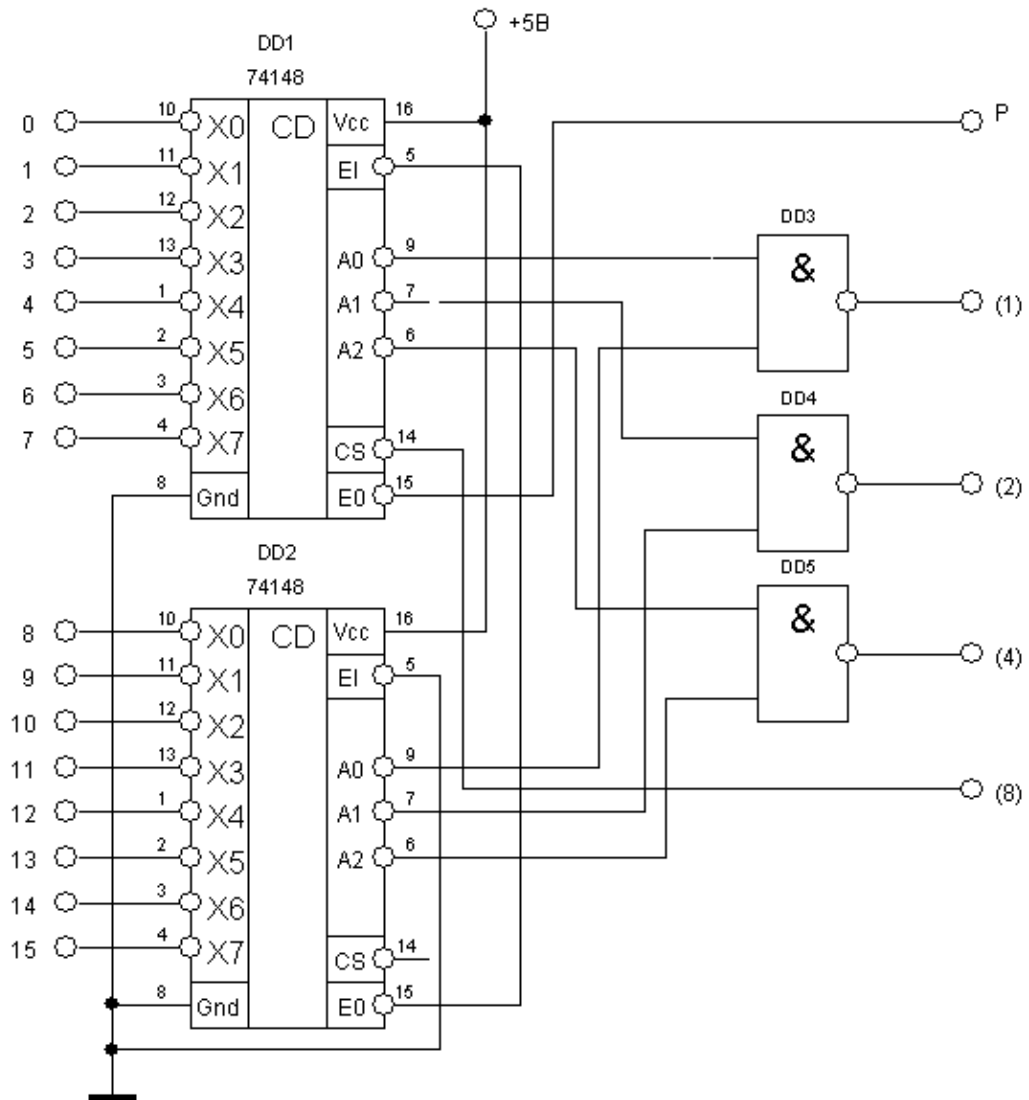 +5В
DD1
74148
0 10 X0 CD Vcc 16 P
1 11 X1 EI 5
2 12 X2
3 13 X3 A0 9
4 1 X4 A1 7
5 2 X5 A2 6
6 3 X6
7 4 X7 CS 14
8 Gnd E0 15
DD3
&
(1)
DD4
&
(2)
DD5
&
(4)
(8)
DD2
74148
8 10 X0 CD Vcc 16
9 11 X1 EI 5
10 12 X2
11 13 X3 A0 9
12 1 X4 A1 7
13 2 X5 A2 6
14 3 X6
15 4 X7 CS 14
8 Gnd E0 15